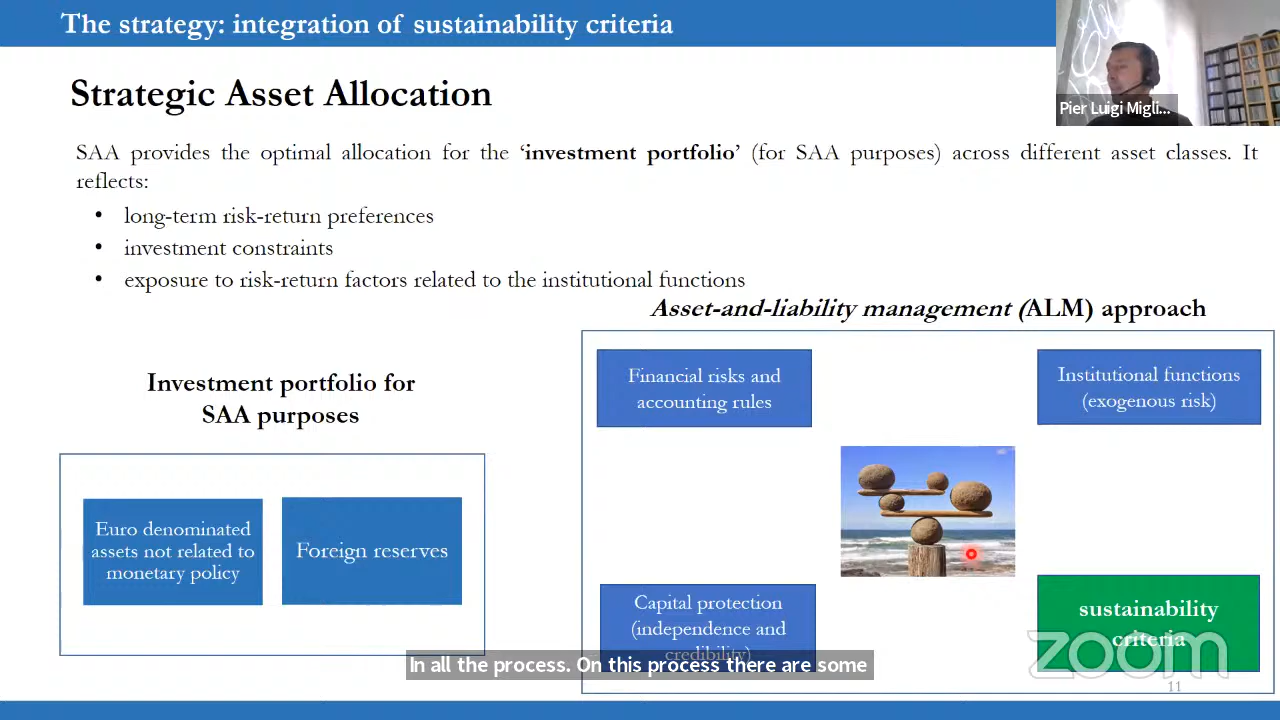 The strategy: integration of sustainability criteria
Pier Luigi Migli...
Strategic Asset Allocation
SAA provides the optimal allocation for the ‘investment portfolio’ (for SAA purposes) across different asset classes. It
reflects:
• long-term risk-return preferences
• investment constraints
• exposure to risk-return factors related to the institutional functions
Asset-and-liability management (ALM) approach
Investment portfolio for
SAA purposes
Euro denominated
assets not related to
monetary policy
Foreign reserves
Financial risks and
accounting rules
Institutional functions
(exogenous risk)
Capital protection
(independence and
credibility)
sustainability
criteria
In all the process. On this process there are some
zoom
11